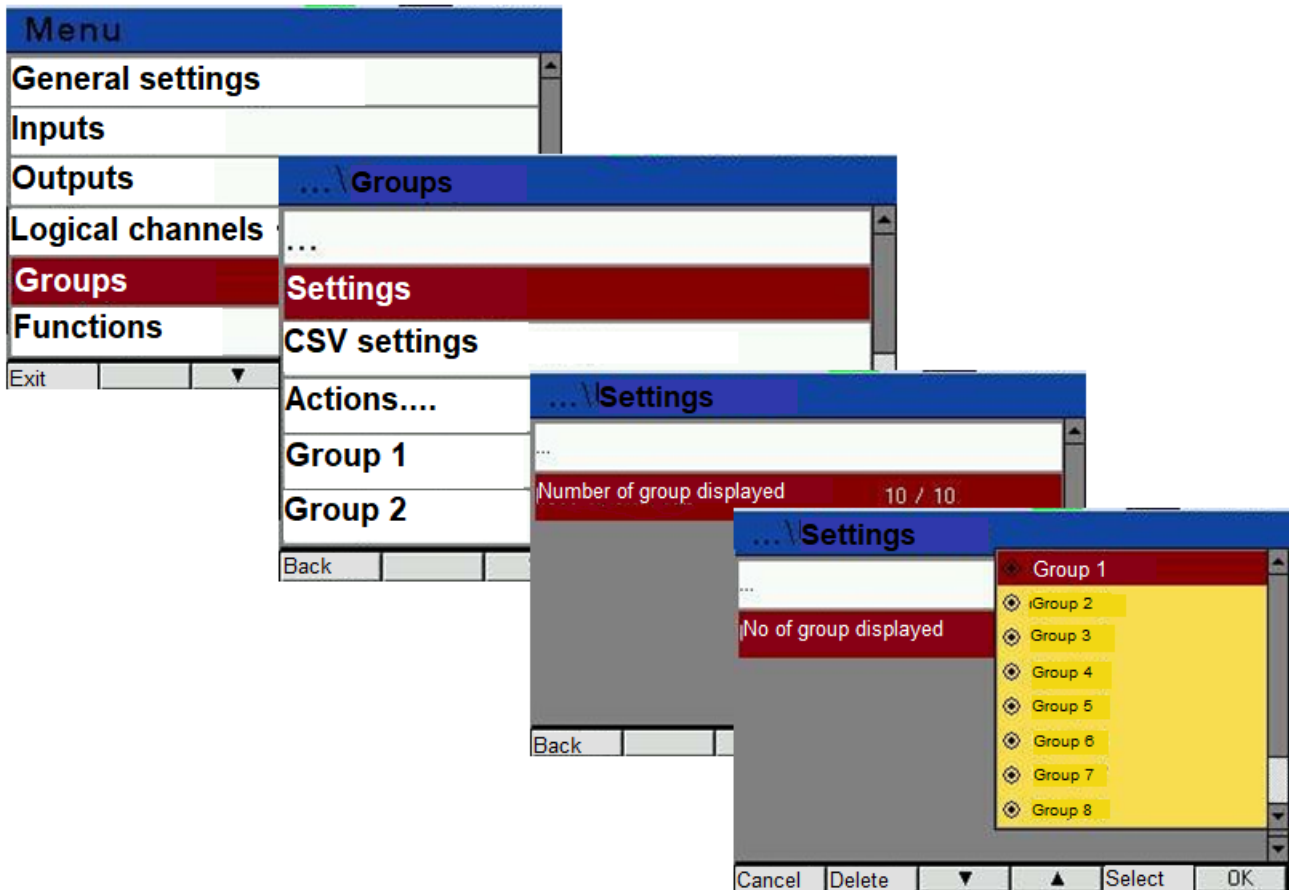 Menu
General settings
Inputs
Outputs
Logical channels
Groups
Functions
Exit ▼
...\Groups
...
Settings
CSV settings
Actions....
Group 1
Group 2
Back
...\Settings
...
Number of group displayed 10 / 10
Back
...\Settings
...
No of group displayed
Group 1
Group 2
Group 3
Group 4
Group 5
Group 6
Group 7
Group 8
Cancel Delete ▼ ▲ Select OK